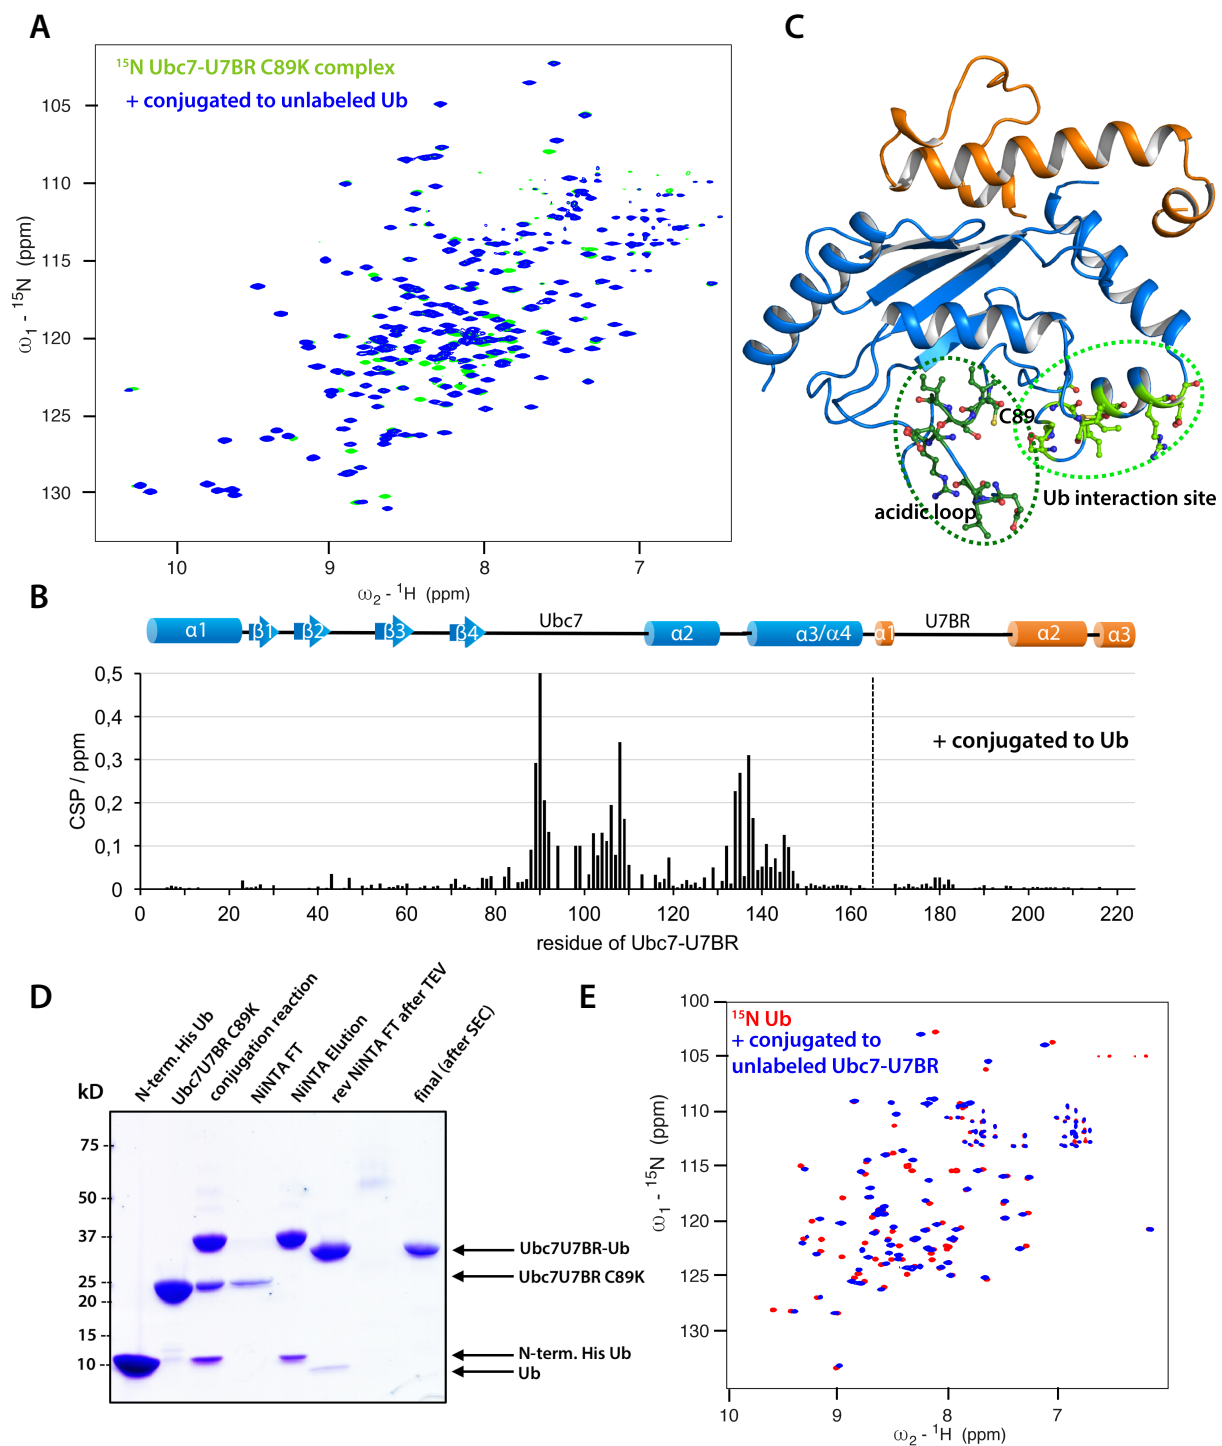 A
¹⁵N Ubc7-U7BR C89K complex
+ conjugated to unlabeled Ub
105
110
115
120
125
130
ω₁ - ¹⁵N (ppm)
10
9
8
7
ω₂ - ¹H (ppm)
C
C89
acidic loop
Ub interaction site
B
α1
β1
β2
β3
β4
Ubc7
α2
α3/α4
α1
U7BR
α2
α3
0,5
0,4
0,3
0,2
0,1
0
CSP / ppm
+ conjugated to Ub
0 20 40 60 80 100 120 140 160 180 200 220
residue of Ubc7-U7BR
D
kD
N-term. His Ub
Ubc7U7BR C89K
conjugation reaction
NiNTA FT
NiNTA Elution
rev NiNTA FT after TEV
final (after SEC)
75
50
37
25
20
15
10
Ubc7U7BR-Ub
Ubc7U7BR C89K
N-term. His Ub
Ub
E
¹⁵N Ub
+ conjugated to
unlabeled Ubc7-U7BR
100
105
110
115
120
125
130
ω₁ - ¹⁵N (ppm)
10
9
8
7
ω₂ - ¹H (ppm)